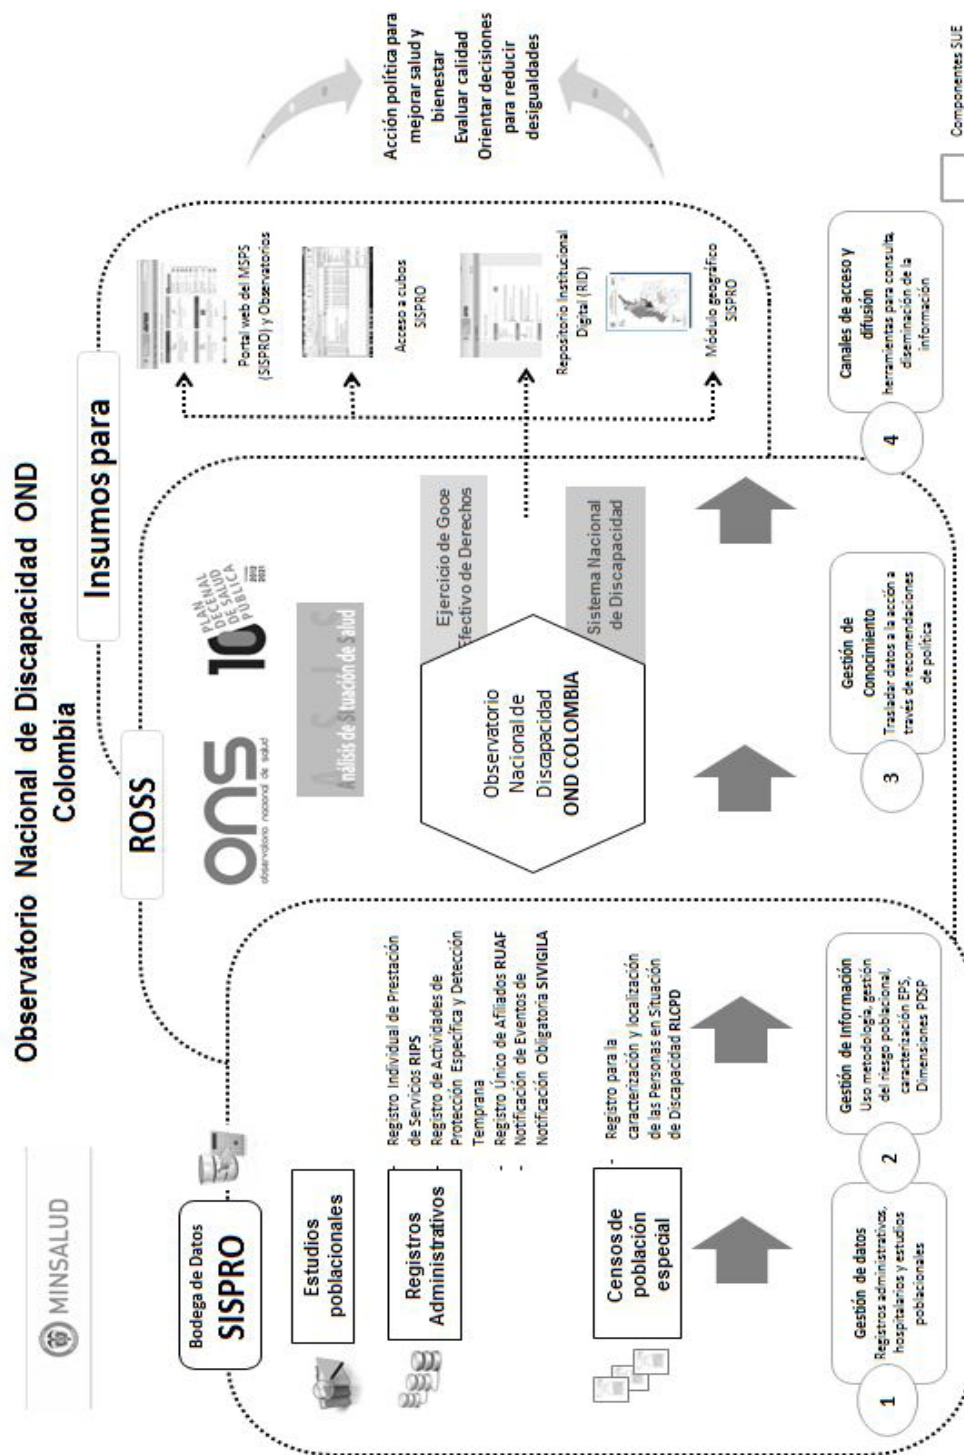 MINSALUD
Observatorio Nacional de Discapacidad OND
Colombia
Bodega de Datos
SISPRO
Estudios
poblacionales
Registros
Administrativos
- Registro Individual de Prestación
de Servicios RIPS
- Registro de Actividades de
Protección Específica y Detección
Temprana
- Registro Único de Afiliados RUAF
- Notificación de Eventos de
Notificación Obligatoria SIVIGILA
Censos de
población
especial
- Registro para la
caracterización y localización
de las Personas en Situación
de Discapacidad RLCPD
ROSS
ons
observatorio nacional de salud
10
PLAN
DECENAL
DE SALUD
PÚBLICA
2012
2021
A S I S
Análisis de Situación de Salud
Observatorio
Nacional de
Discapacidad
OND COLOMBIA
Ejercicio de Goce
Efectivo de Derechos
Sistema Nacional
de Discapacidad
Insumos para
Portal web del MSPS
(SISPRO) y Observatorios
Acceso a cubos
SISPRO
Repositorio Institucional
Digital (RID)
Módulo geográfico
SISPRO
Acción política para
mejorar salud y
bienestar
Evaluar calidad
Orientar decisiones
para reducir
desigualdades
1
Gestión de datos
Registros administrativos,
hospitalarios y estudios
poblacionales
2
Gestión de Información
Uso metodología, gestión
del riesgo poblacional,
caracterización EPS,
Dimensiones PDSP
3
Gestión de
Conocimiento
Trasladar datos a la acción a
través de recomendaciones
de política
4
Canales de acceso y
difusión
herramientas para consulta,
diseminación de la
información
Componentes SUE